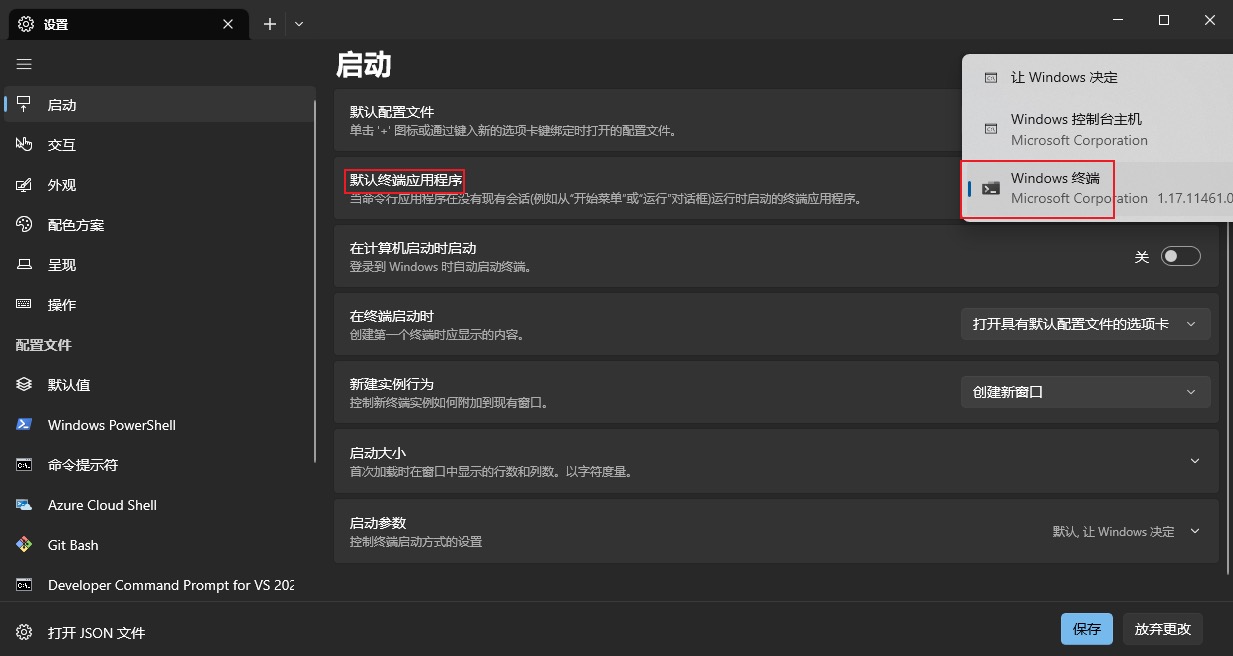 设置
启动
交互
外观
配色方案
呈现
操作
配置文件
默认值
Windows PowerShell
命令提示符
Azure Cloud Shell
Git Bash
Developer Command Prompt for VS 202
打开 JSON 文件
启动
默认配置文件
单击 '+' 图标或通过键入新的选项卡键绑定时打开的配置文件。
默认终端应用程序
当命令行应用程序在没有现有会话(例如从“开始菜单”或“运行”对话框)运行时启动的终端应用程序。
让 Windows 决定
Windows 控制台主机
Microsoft Corporation
Windows 终端
Microsoft Corporation 1.17.11461.0
在计算机启动时启动
登录到 Windows 时自动启动终端。
关
在终端启动时
创建第一个终端时应显示的内容。
打开具有默认配置文件的选项卡
新建实例行为
控制新终端实例如何附加到现有窗口。
创建新窗口
启动大小
首次加载时在窗口中显示的行数和列数。以字符度量。
启动参数
控制终端启动方式的设置
默认, 让 Windows 决定
保存
放弃更改